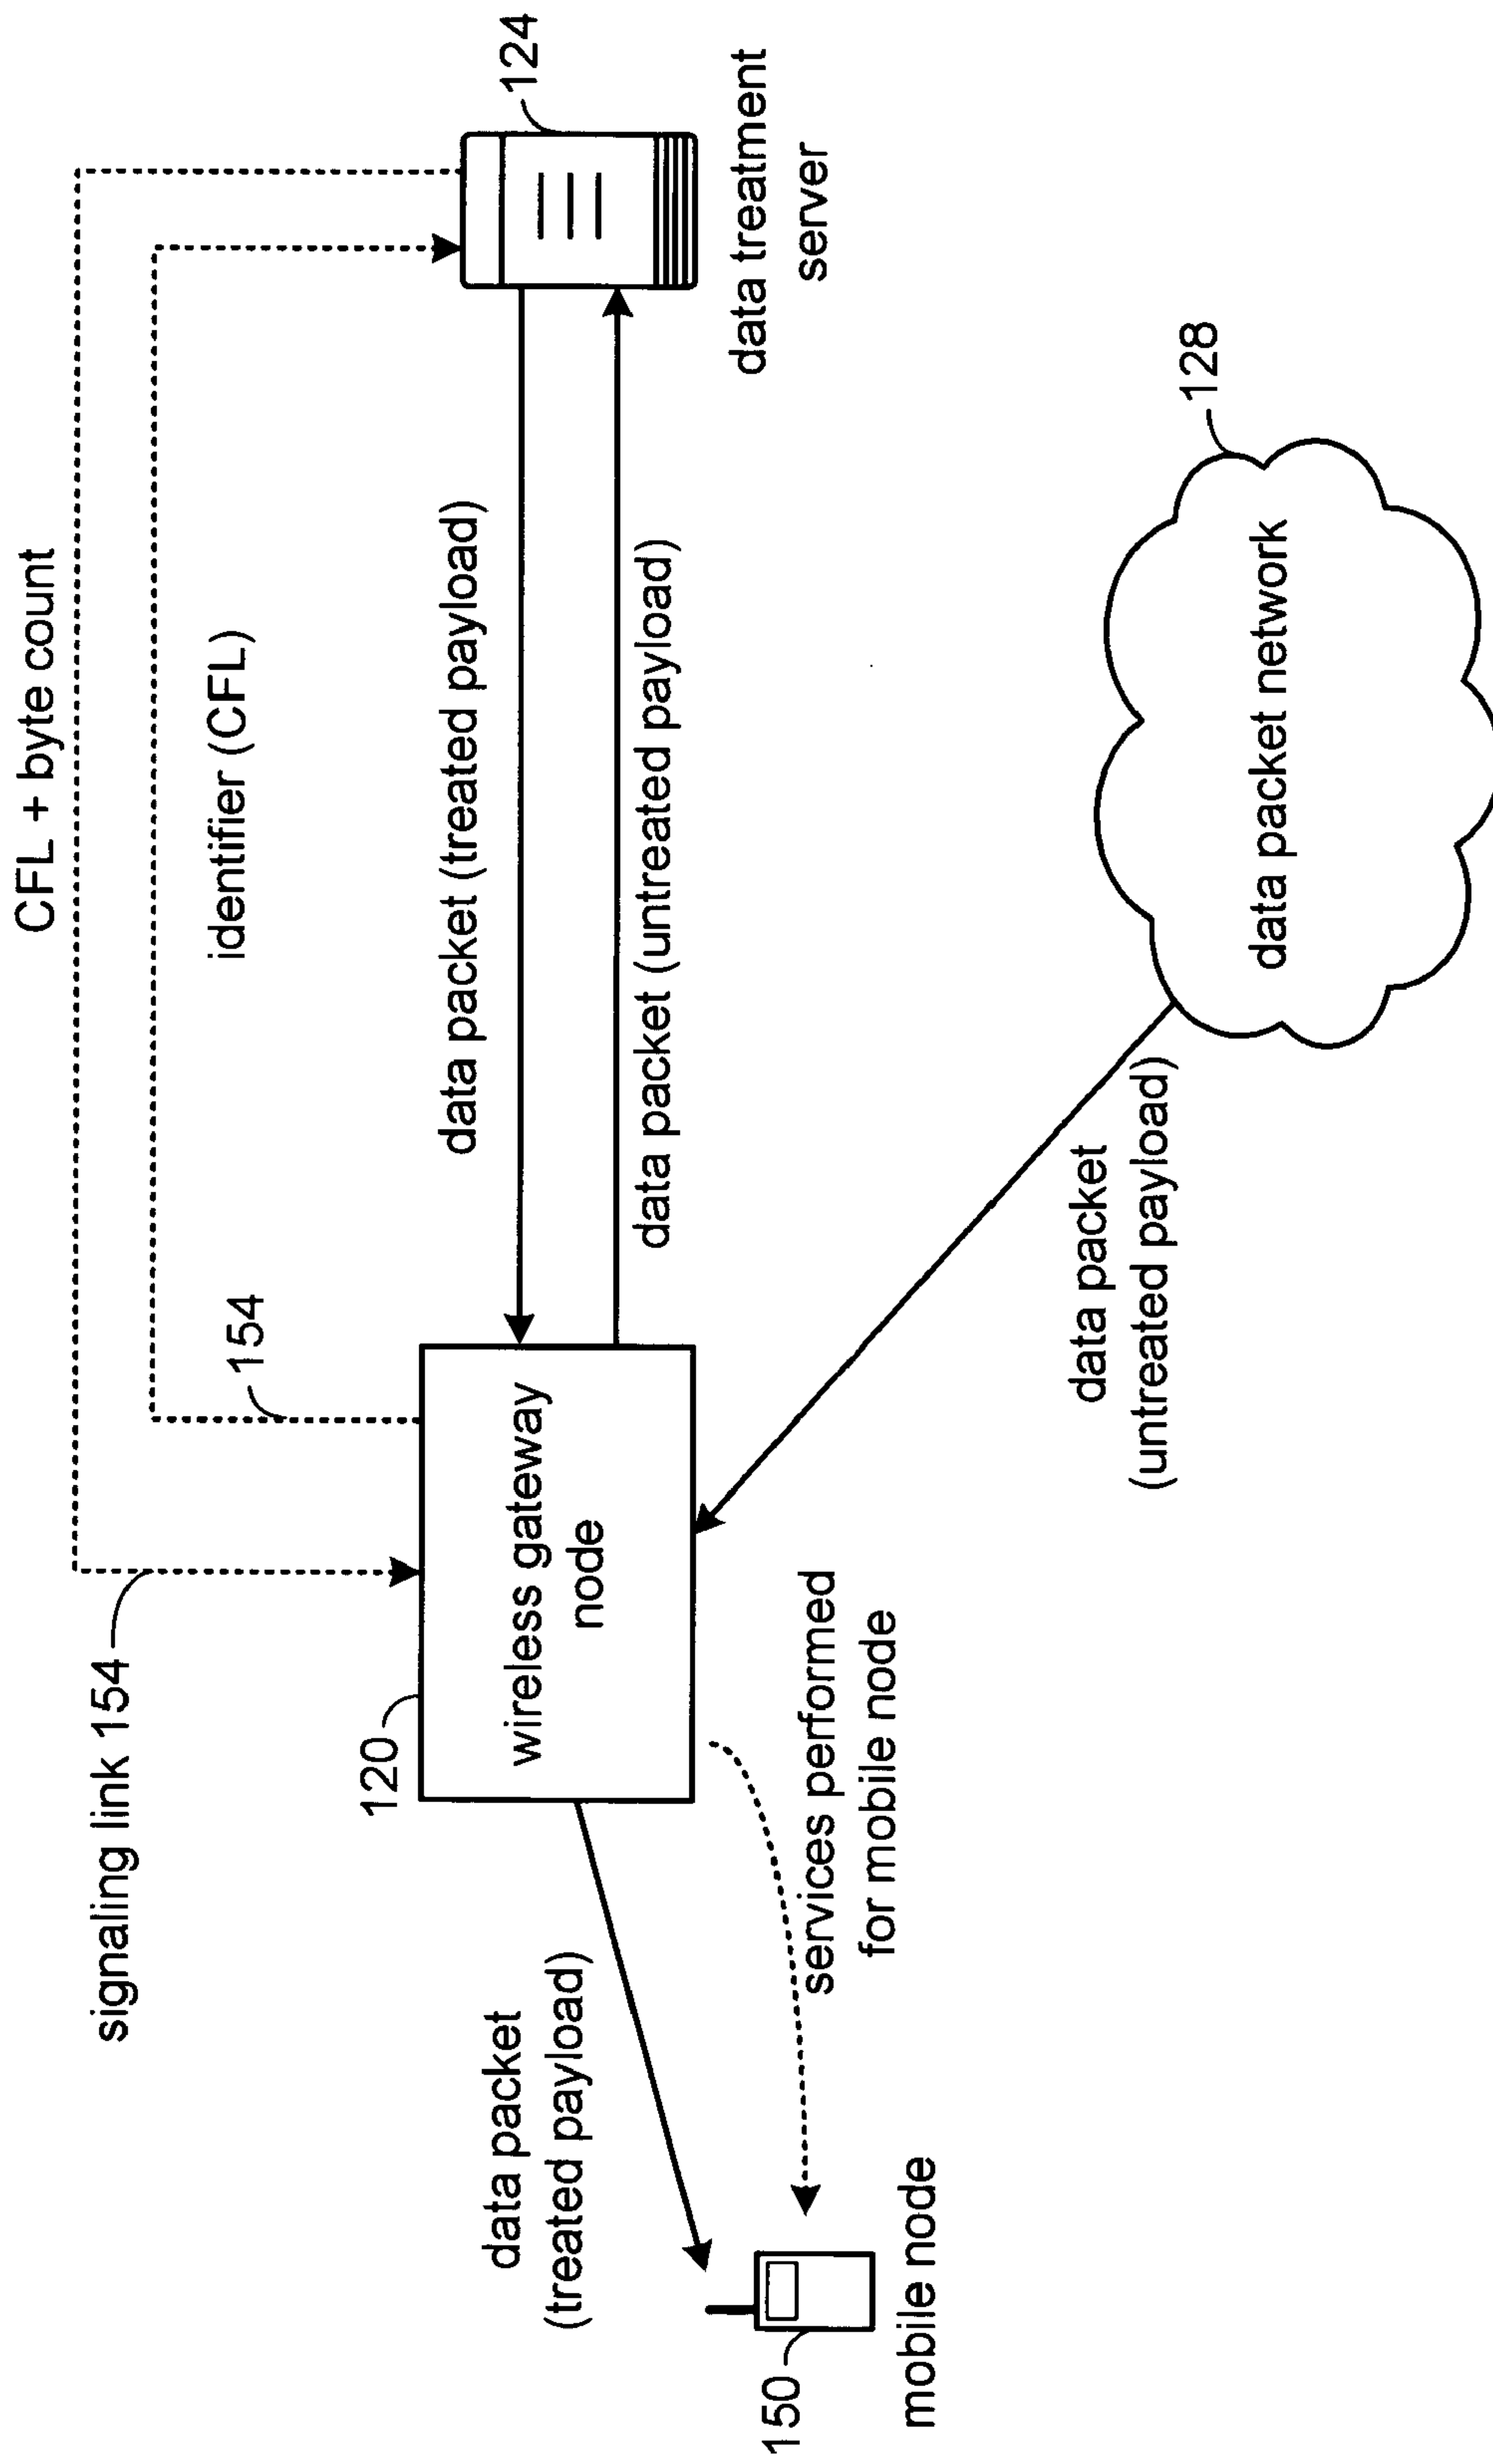 CFL + byte count
signaling link 154
154
identifier (CFL)
124
data packet (treated payload)
data packet (untreated payload)
data treatment
server
120
wireless gateway
node
data packet
(treated payload)
services performed
for mobile node
150
mobile node
data packet
(untreated payload)
128
data packet network